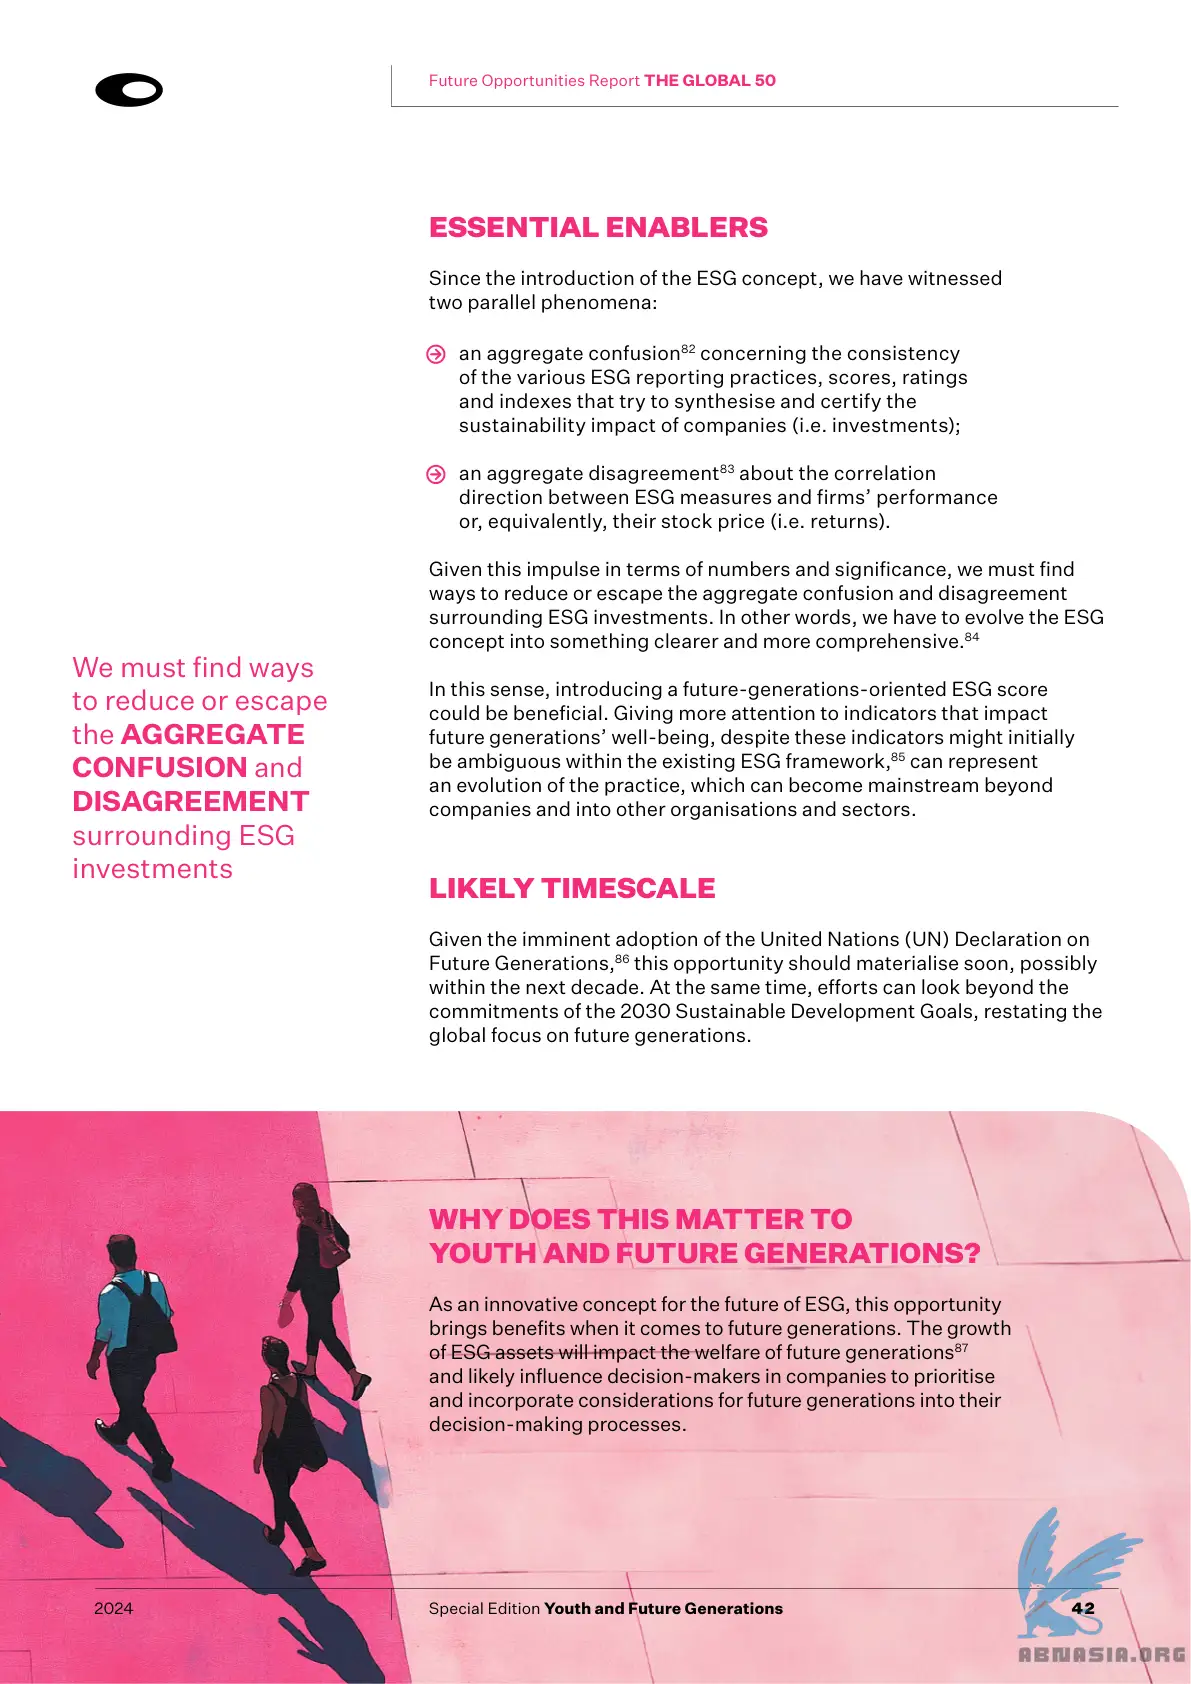 Future Opportunities Report THE GLOBAL 50
ESSENTIAL ENABLERS
Since the introduction of the ESG concept, we have witnessed
two parallel phenomena:
an aggregate confusion82 concerning the consistency
of the various ESG reporting practices, scores, ratings
and indexes that try to synthesise and certify the
sustainability impact of companies (i.e. investments);
an aggregate disagreement83 about the correlation
direction between ESG measures and firms’ performance
or, equivalently, their stock price (i.e. returns).
Given this impulse in terms of numbers and significance, we must find
ways to reduce or escape the aggregate confusion and disagreement
surrounding ESG investments. In other words, we have to evolve the ESG
concept into something clearer and more comprehensive.84
We must find ways
to reduce or escape
the AGGREGATE
CONFUSION and
DISAGREEMENT
surrounding ESG
investments
In this sense, introducing a future-generations-oriented ESG score
could be beneficial. Giving more attention to indicators that impact
future generations’ well-being, despite these indicators might initially
be ambiguous within the existing ESG framework,85 can represent
an evolution of the practice, which can become mainstream beyond
companies and into other organisations and sectors.
LIKELY TIMESCALE
Given the imminent adoption of the United Nations (UN) Declaration on
Future Generations,86 this opportunity should materialise soon, possibly
within the next decade. At the same time, efforts can look beyond the
commitments of the 2030 Sustainable Development Goals, restating the
global focus on future generations.
WHY DOES THIS MATTER TO
YOUTH AND FUTURE GENERATIONS?
As an innovative concept for the future of ESG, this opportunity
brings benefits when it comes to future generations. The growth
of ESG assets will impact the welfare of future generations87
and likely influence decision-makers in companies to prioritise
and incorporate considerations for future generations into their
decision-making processes.
2024
Special Edition Youth and Future Generations
42
ABNASIA.ORG